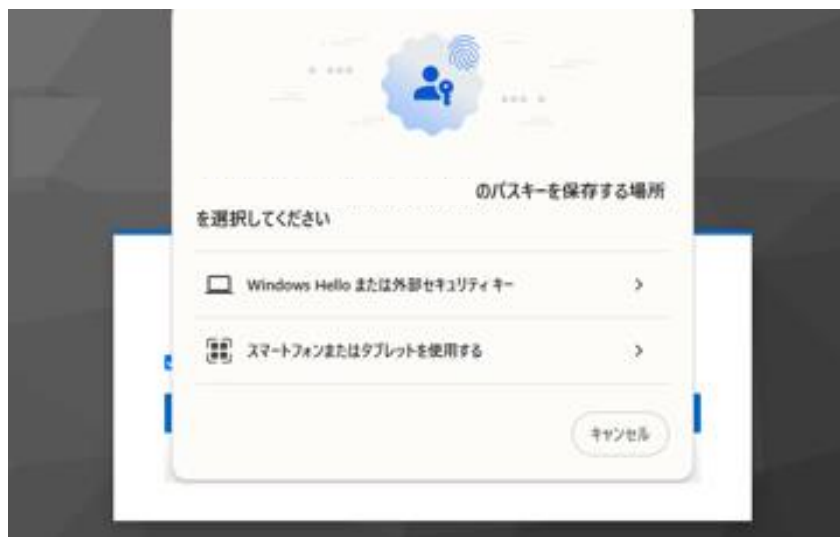 のパスキーを保存する場所
を選択してください
Windows Hello または外部セキュリティ キー
スマートフォンまたはタブレットを使用する
キャンセル